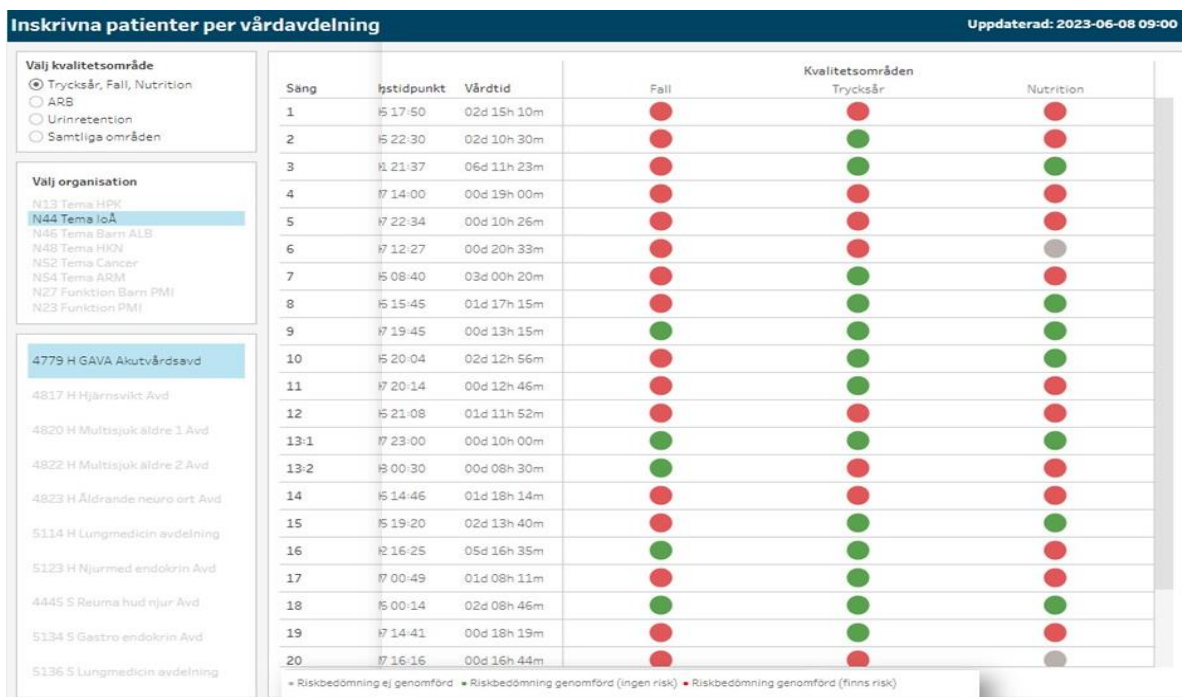 Inskrivna patienter per vårdavdelning
Uppdaterad: 2023-06-08 09:00
Välj kvalitetsområde
Trycksår, Fall, Nutrition
ARB
Urinretention
Samtliga områden
Välj organisation
N13 Tema HPK
N44 Tema IoÅ
N46 Tema Barn ALB
N48 Tema HKN
N52 Tema Cancer
N54 Tema ARM
N27 Funktion Barn PMI
N23 Funktion PMI
4779 H GAVA Akutvårdsavd
4817 H Hjärnsvikt Avd
4820 H Multisjuk äldre 1 Avd
4822 H Multisjuk äldre 2 Avd
4823 H Åldrande neuro ort Avd
5114 H Lungmedicin avdelning
5123 H Njurmed endokrin Avd
4445 S Reuma hud njur Avd
5134 S Gastro endokrin Avd
5136 S Lungmedicin avdelning
Kvalitetsområden
Säng stidpunkt Vårdtid Fall Trycksår Nutrition
1 17:50 02d 15h 10m
2 22:30 02d 10h 30m
3 21:37 06d 11h 23m
4 14:00 00d 19h 00m
5 22:34 00d 10h 26m
6 12:27 00d 20h 33m
7 08:40 03d 00h 20m
8 15:45 01d 17h 15m
9 19:45 00d 13h 15m
10 20:04 02d 12h 56m
11 20:14 00d 12h 46m
12 21:08 01d 11h 52m
13:1 23:00 00d 10h 00m
13:2 00:30 00d 08h 30m
14 14:46 01d 18h 14m
15 19:20 02d 13h 40m
16 16:25 05d 16h 35m
17 00:49 01d 08h 11m
18 00:14 02d 08h 46m
19 14:41 00d 18h 19m
20 16:16 00d 16h 44m
Riskbedömning ej genomförd Riskbedömning genomförd (ingen risk) Riskbedömning genomförd (finns risk)